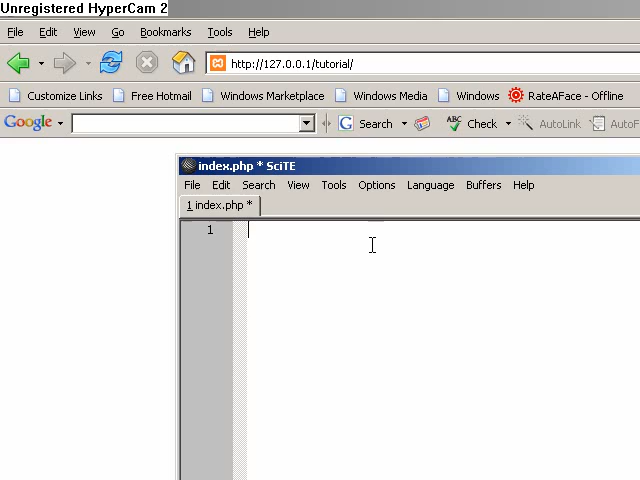 Unregistered HyperCam 2
File Edit View Go Bookmarks Tools Help
http://127.0.0.1/tutorial/
Customize Links Free Hotmail Windows Marketplace Windows Media Windows RateAFace - Offline
Google Search Check AutoLink AutoF
index.php * SciTE
File Edit Search View Tools Options Language Buffers Help
1 index.php *
1